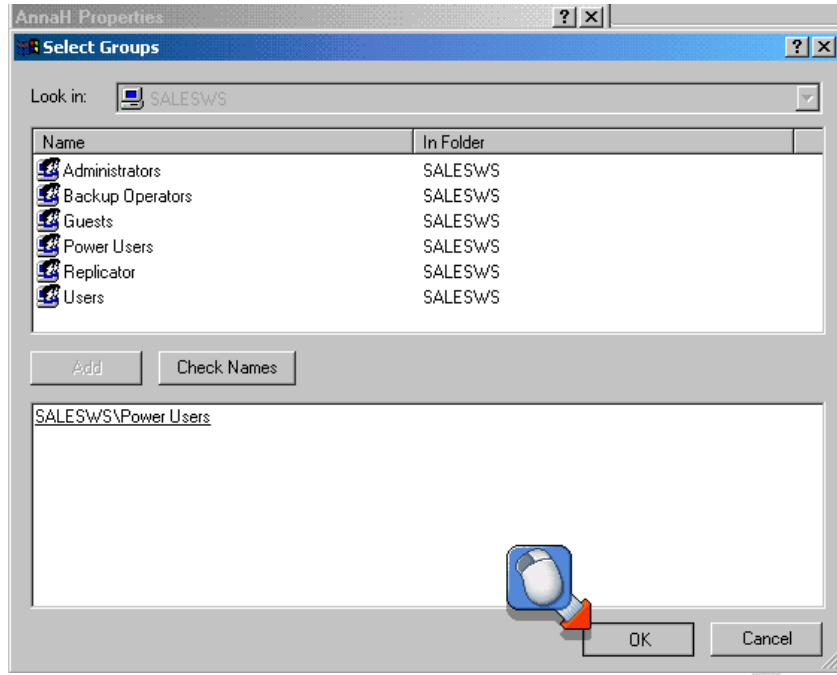 AnnaH Properties
Select Groups
Look in: SALESWS
Name In Folder
Administrators SALESWS
Backup Operators SALESWS
Guests SALESWS
Power Users SALESWS
Replicator SALESWS
Users SALESWS
Add Check Names
SALESWS\Power Users
OK Cancel